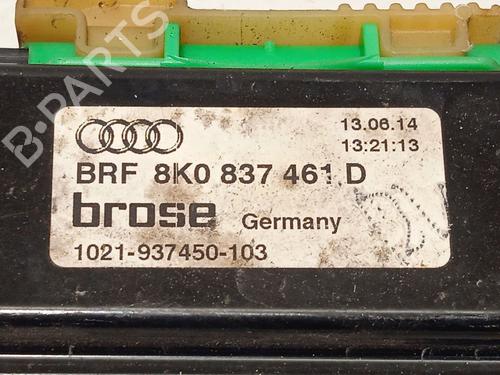 B-PARTS
13.06.14
13:21:13
BRF 8K0 837 461 D
brose Germany
1021-937450-103